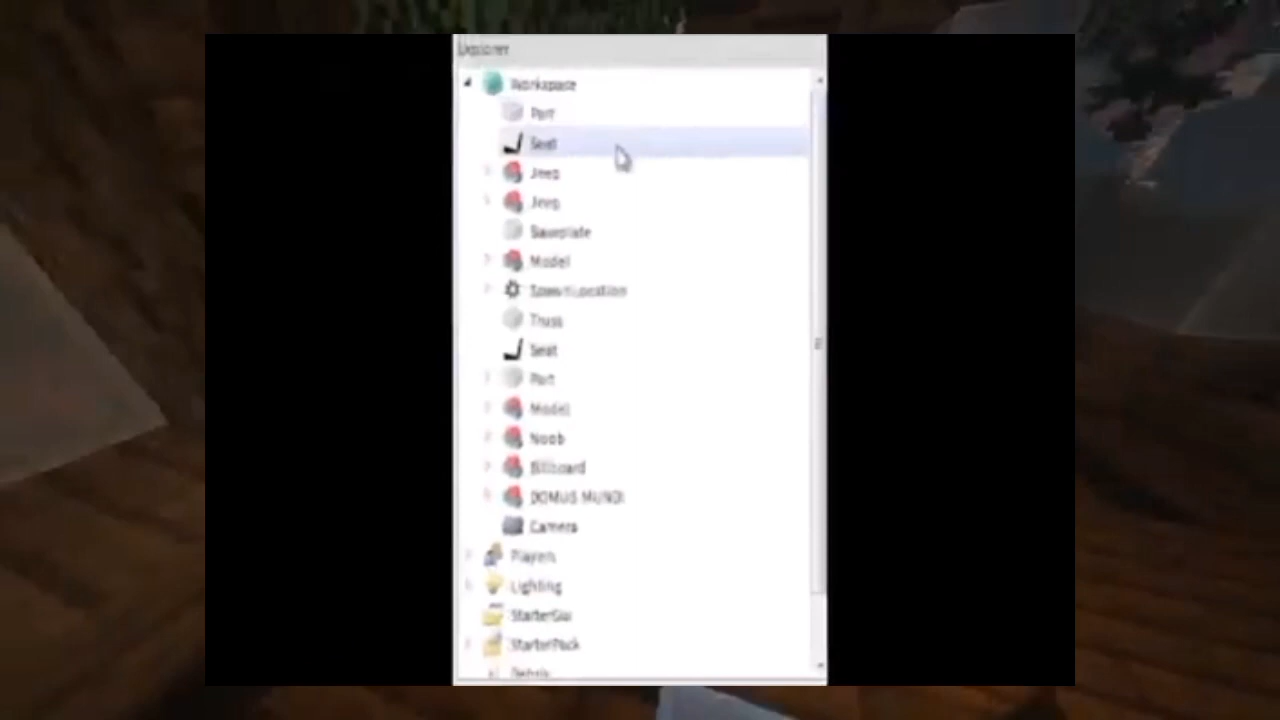 Explorer
Workspace
Part
Seat
Jeep
Jeep
Baseplate
Model
SpawnLocation
Truss
Seat
Part
Model
Noob
Billboard
DOMUS MUNDI
Camera
Players
Lighting
StarterGui
StarterPack
Debris